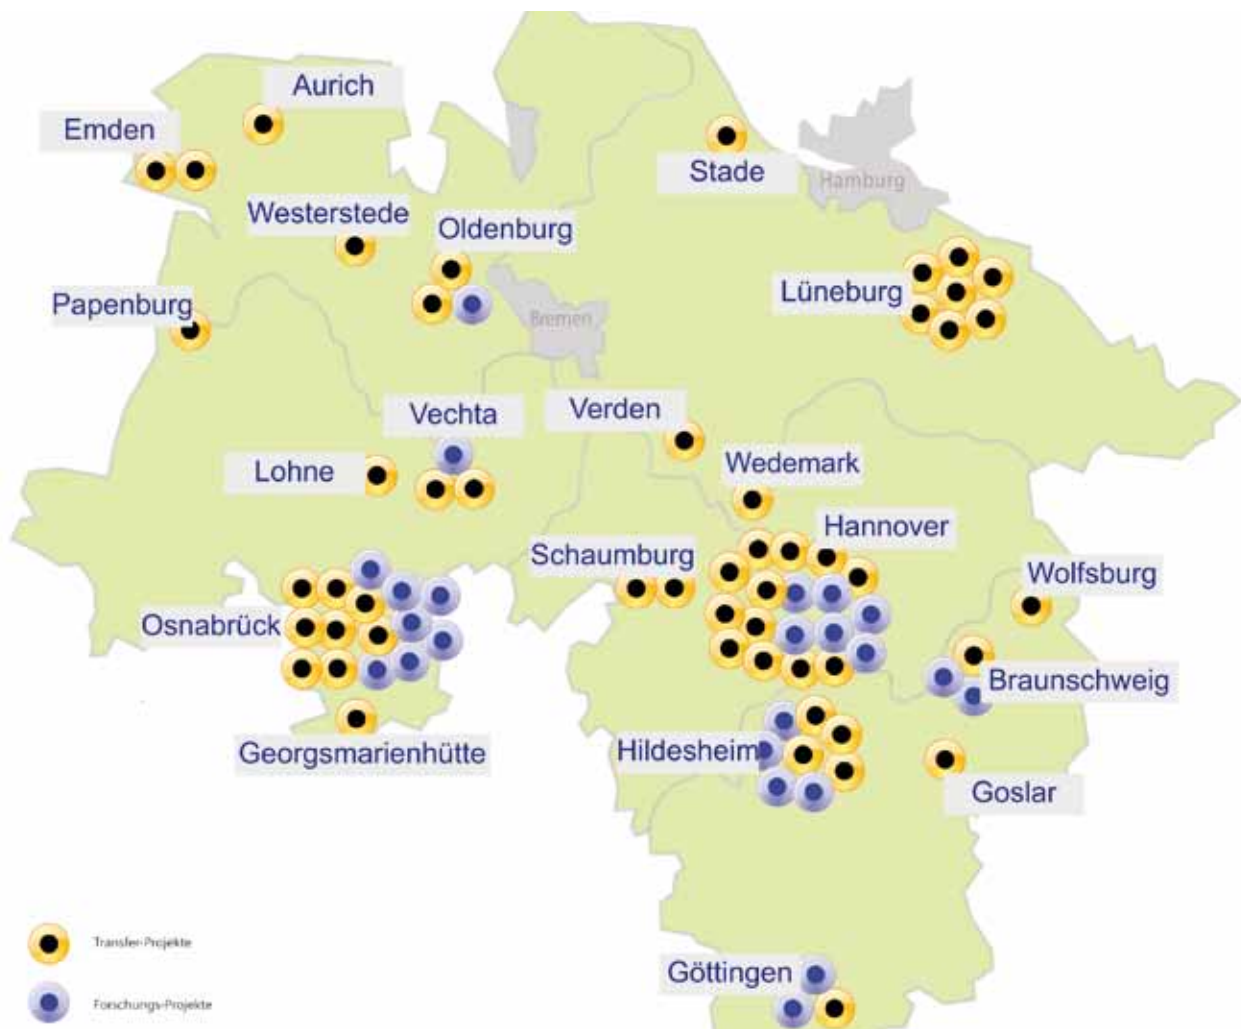 Aurich
Emden
Stade
Hamburg
Westerstede
Oldenburg
Papenburg
Lüneburg
Bremen
Vechta
Verden
Lohne
Wedemark
Hannover
Schaumburg
Wolfsburg
Osnabrück
Braunschweig
Georgsmarienhütte
Hildesheim
Goslar
Göttingen
Transfer-Projekte
Forschungs-Projekte